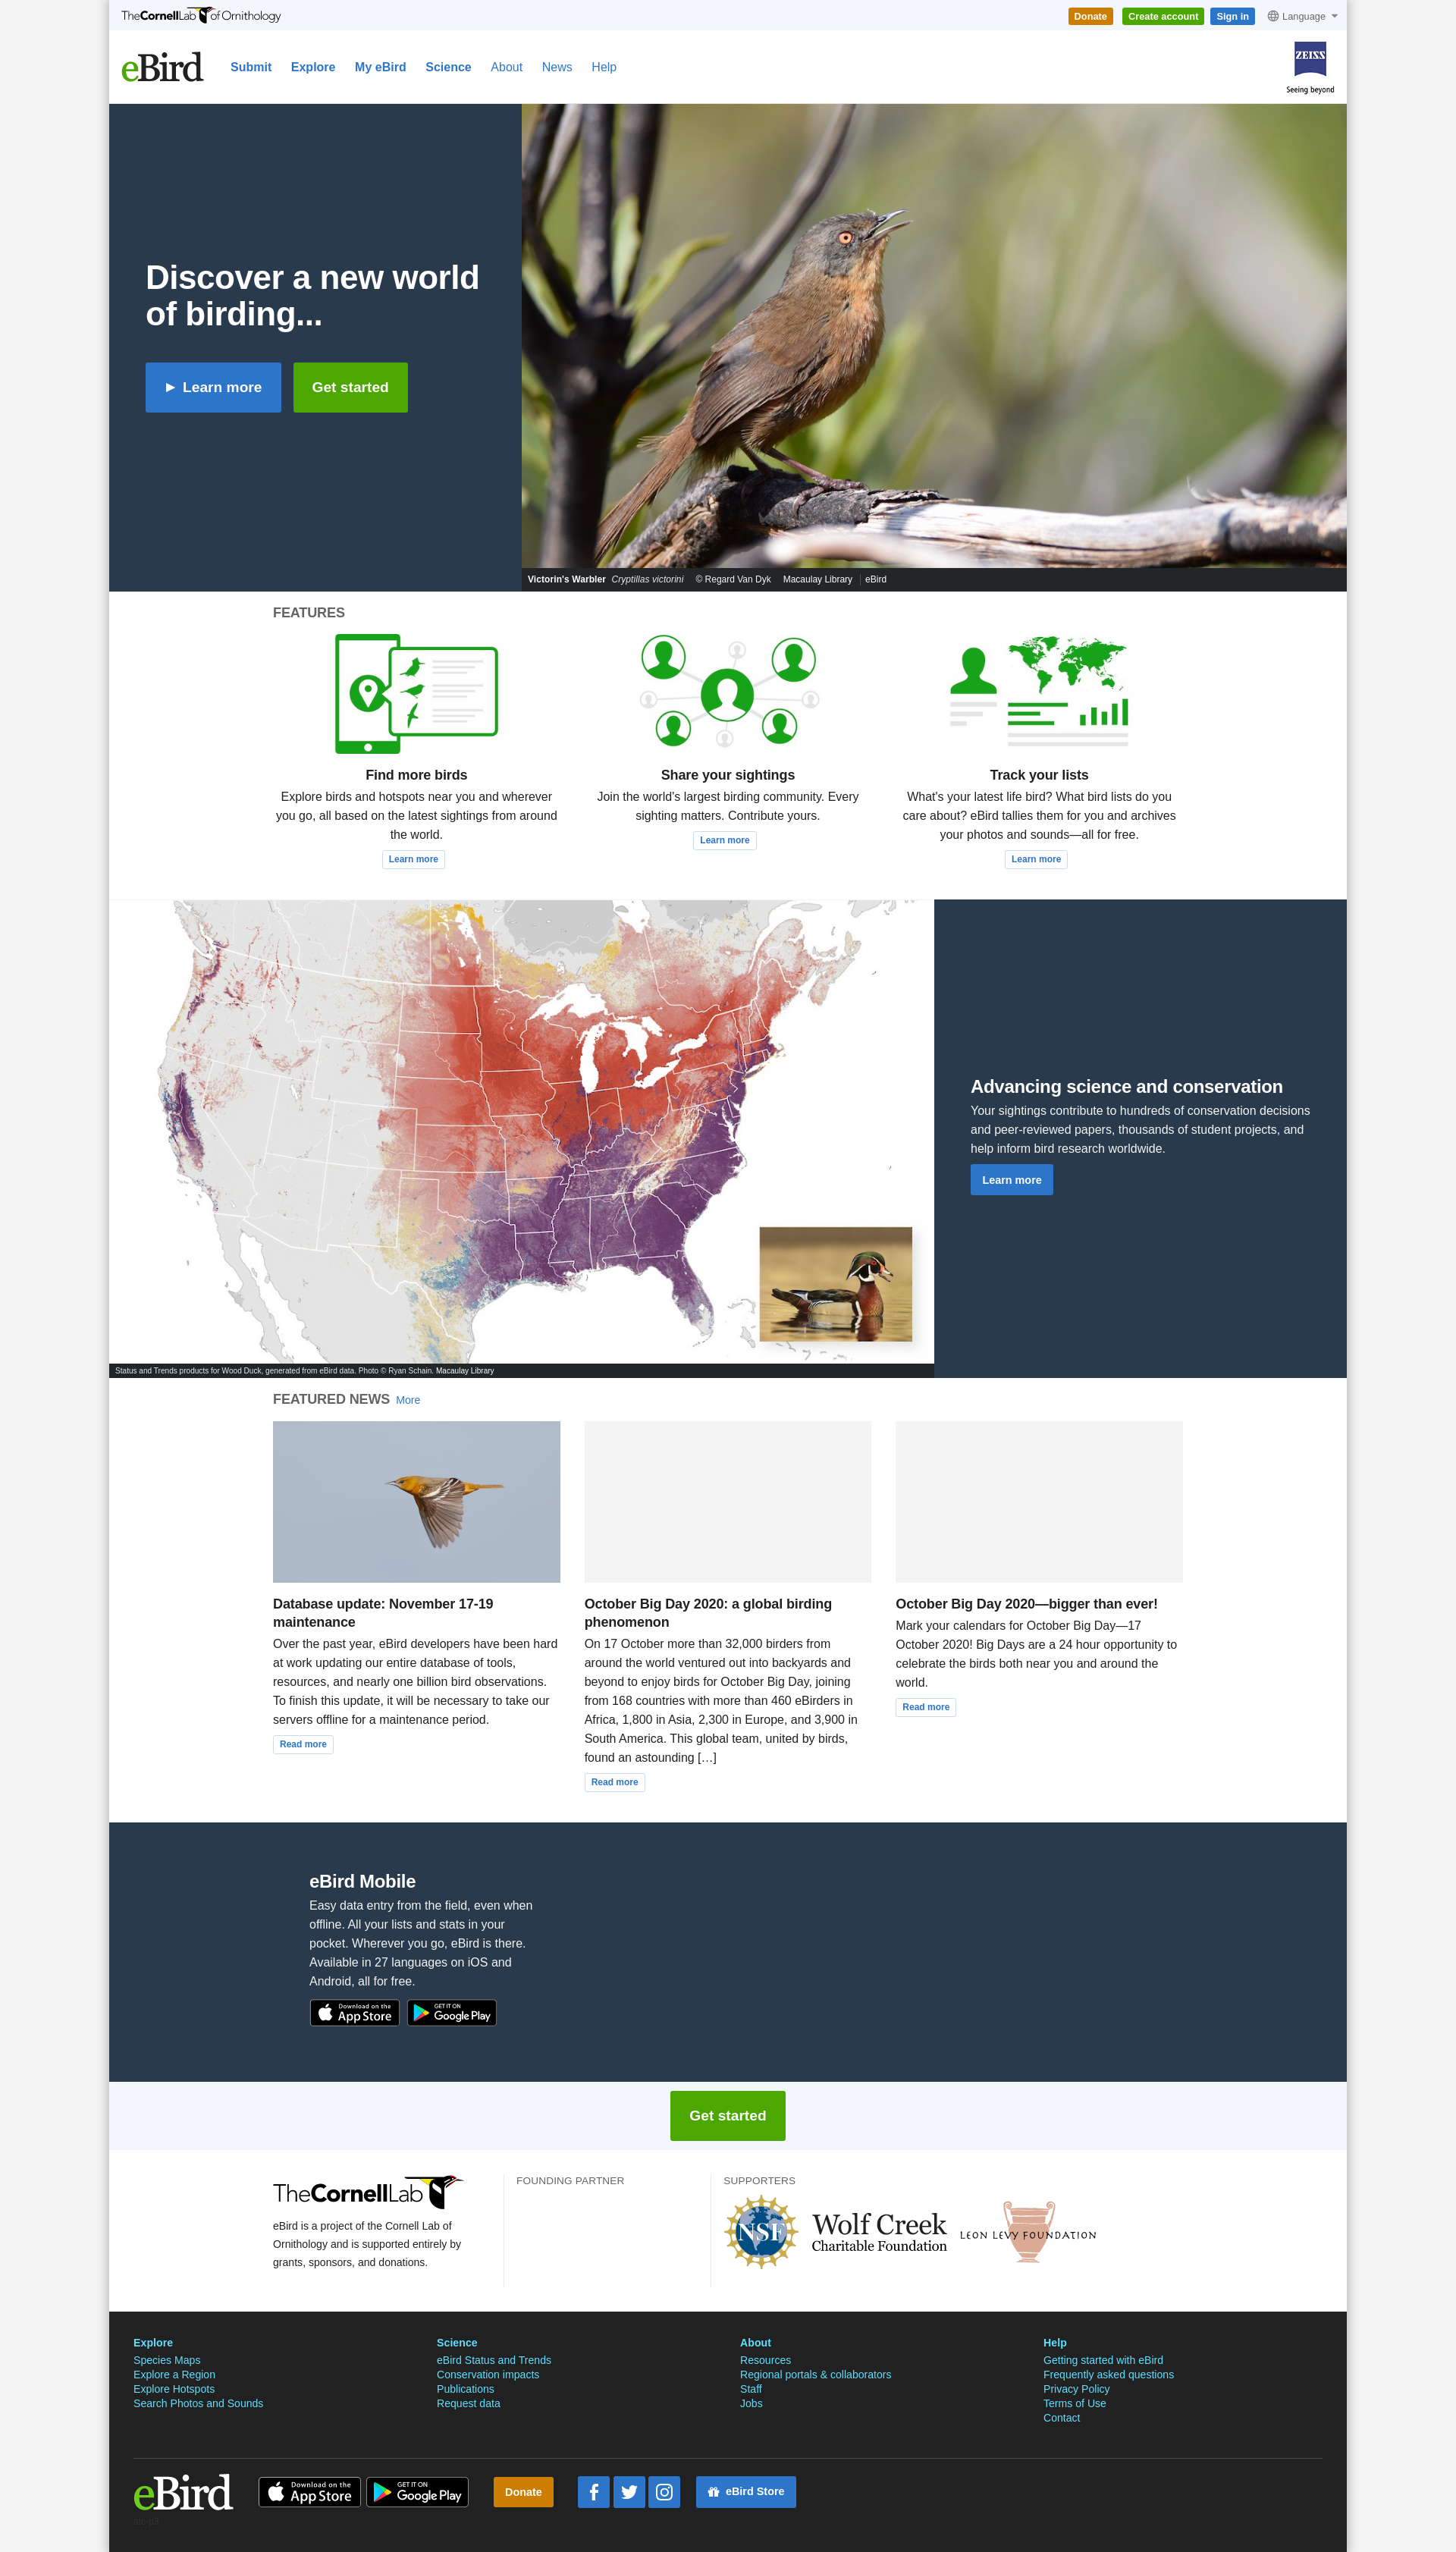 TheCornellLab of Ornithology
Donate
Create account
Sign in
Language
eBird
Submit
Explore
My eBird
Science
About
News
Help
ZEISS
Seeing beyond
Discover a new world
of birding...
Learn more
Get started
Victorin's Warbler Cryptillas victorini © Regard Van Dyk Macaulay Library eBird
FEATURES
Find more birds
Explore birds and hotspots near you and wherever
you go, all based on the latest sightings from around
the world.
Learn more
Share your sightings
Join the world's largest birding community. Every
sighting matters. Contribute yours.
Learn more
Track your lists
What's your latest life bird? What bird lists do you
care about? eBird tallies them for you and archives
your photos and sounds—all for free.
Learn more
Advancing science and conservation
Your sightings contribute to hundreds of conservation decisions
and peer-reviewed papers, thousands of student projects, and
help inform bird research worldwide.
Learn more
Status and Trends products for Wood Duck, generated from eBird data. Photo © Ryan Schain. Macaulay Library
FEATURED NEWS More
Database update: November 17-19
maintenance
Over the past year, eBird developers have been hard
at work updating our entire database of tools,
resources, and nearly one billion bird observations.
To finish this update, it will be necessary to take our
servers offline for a maintenance period.
Read more
October Big Day 2020: a global birding
phenomenon
On 17 October more than 32,000 birders from
around the world ventured out into backyards and
beyond to enjoy birds for October Big Day, joining
from 168 countries with more than 460 eBirders in
Africa, 1,800 in Asia, 2,300 in Europe, and 3,900 in
South America. This global team, united by birds,
found an astounding […]
Read more
October Big Day 2020—bigger than ever!
Mark your calendars for October Big Day—17
October 2020! Big Days are a 24 hour opportunity to
celebrate the birds both near you and around the
world.
Read more
eBird Mobile
Easy data entry from the field, even when
offline. All your lists and stats in your
pocket. Wherever you go, eBird is there.
Available in 27 languages on iOS and
Android, all for free.
Download on the
App Store
GET IT ON
Google Play
Get started
TheCornellLab
eBird is a project of the Cornell Lab of
Ornithology and is supported entirely by
grants, sponsors, and donations.
FOUNDING PARTNER
SUPPORTERS
NSF
Wolf Creek
Charitable Foundation
LEON LEVY FOUNDATION
Explore
Species Maps
Explore a Region
Explore Hotspots
Search Photos and Sounds
Science
eBird Status and Trends
Conservation impacts
Publications
Request data
About
Resources
Regional portals & collaborators
Staff
Jobs
Help
Getting started with eBird
Frequently asked questions
Privacy Policy
Terms of Use
Contact
eBird
Download on the
App Store
GET IT ON
Google Play
Donate
eBird Store